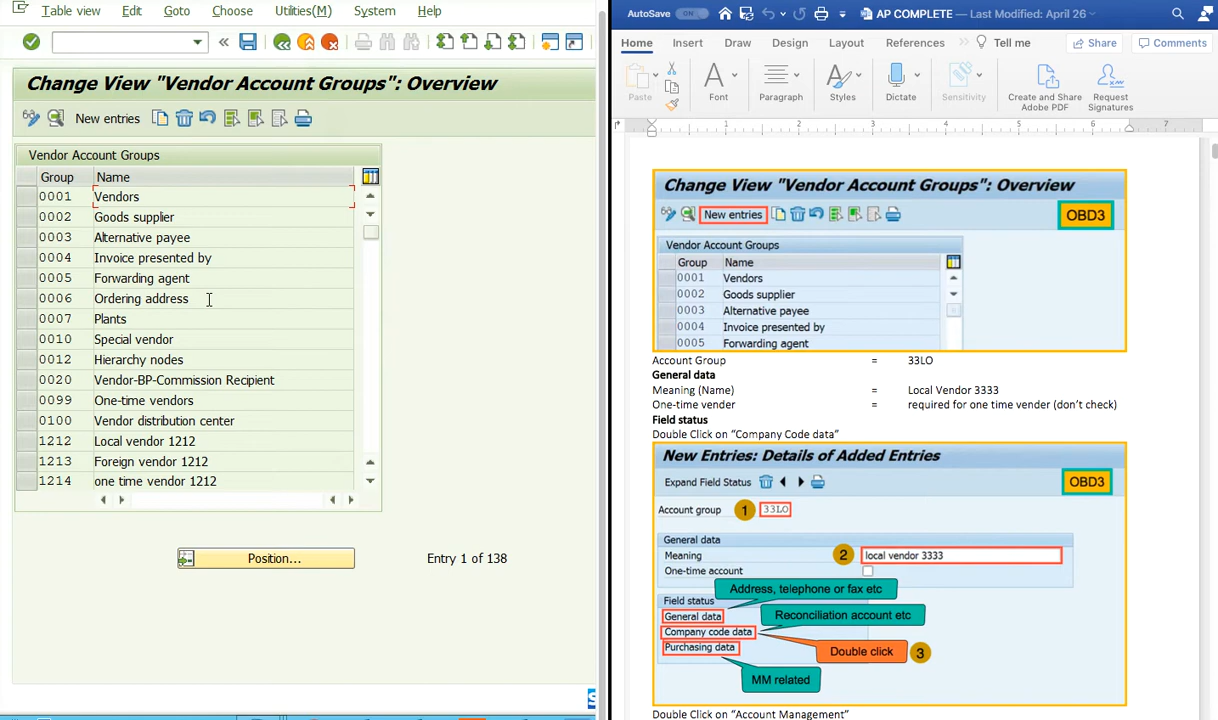 Table view Edit Goto Choose Utilities(M) System Help
Change View "Vendor Account Groups": Overview
New entries
Vendor Account Groups
Group Name
0001 Vendors
0002 Goods supplier
0003 Alternative payee
0004 Invoice presented by
0005 Forwarding agent
0006 Ordering address
0007 Plants
0010 Special vendor
0012 Hierarchy nodes
0020 Vendor-BP-Commission Recipient
0099 One-time vendors
0100 Vendor distribution center
1212 Local vendor 1212
1213 Foreign vendor 1212
1214 one time vendor 1212
Position... Entry 1 of 138
AutoSave ON AP COMPLETE — Last Modified: April 26
Home Insert Draw Design Layout References Tell me Share Comments
Paste Font Paragraph Styles Dictate Sensitivity Create and Share Adobe PDF Request Signatures
1 2 3 4 5 6 7
Change View "Vendor Account Groups": Overview
New entries OBD3
Vendor Account Groups
Group Name
0001 Vendors
0002 Goods supplier
0003 Alternative payee
0004 Invoice presented by
0005 Forwarding agent
Account Group = 33LO
General data
Meaning (Name) = Local Vendor 3333
One-time vender = required for one time vender (don't check)
Field status
Double Click on "Company Code data"
New Entries: Details of Added Entries
Expand Field Status OBD3
Account group 1 33LO
General data
Meaning 2 local vendor 3333
One-time account
Address, telephone or fax etc
Field status
General data Reconciliation account etc
Company code data
Purchasing data Double click 3
MM related
Double Click on "Account Management"